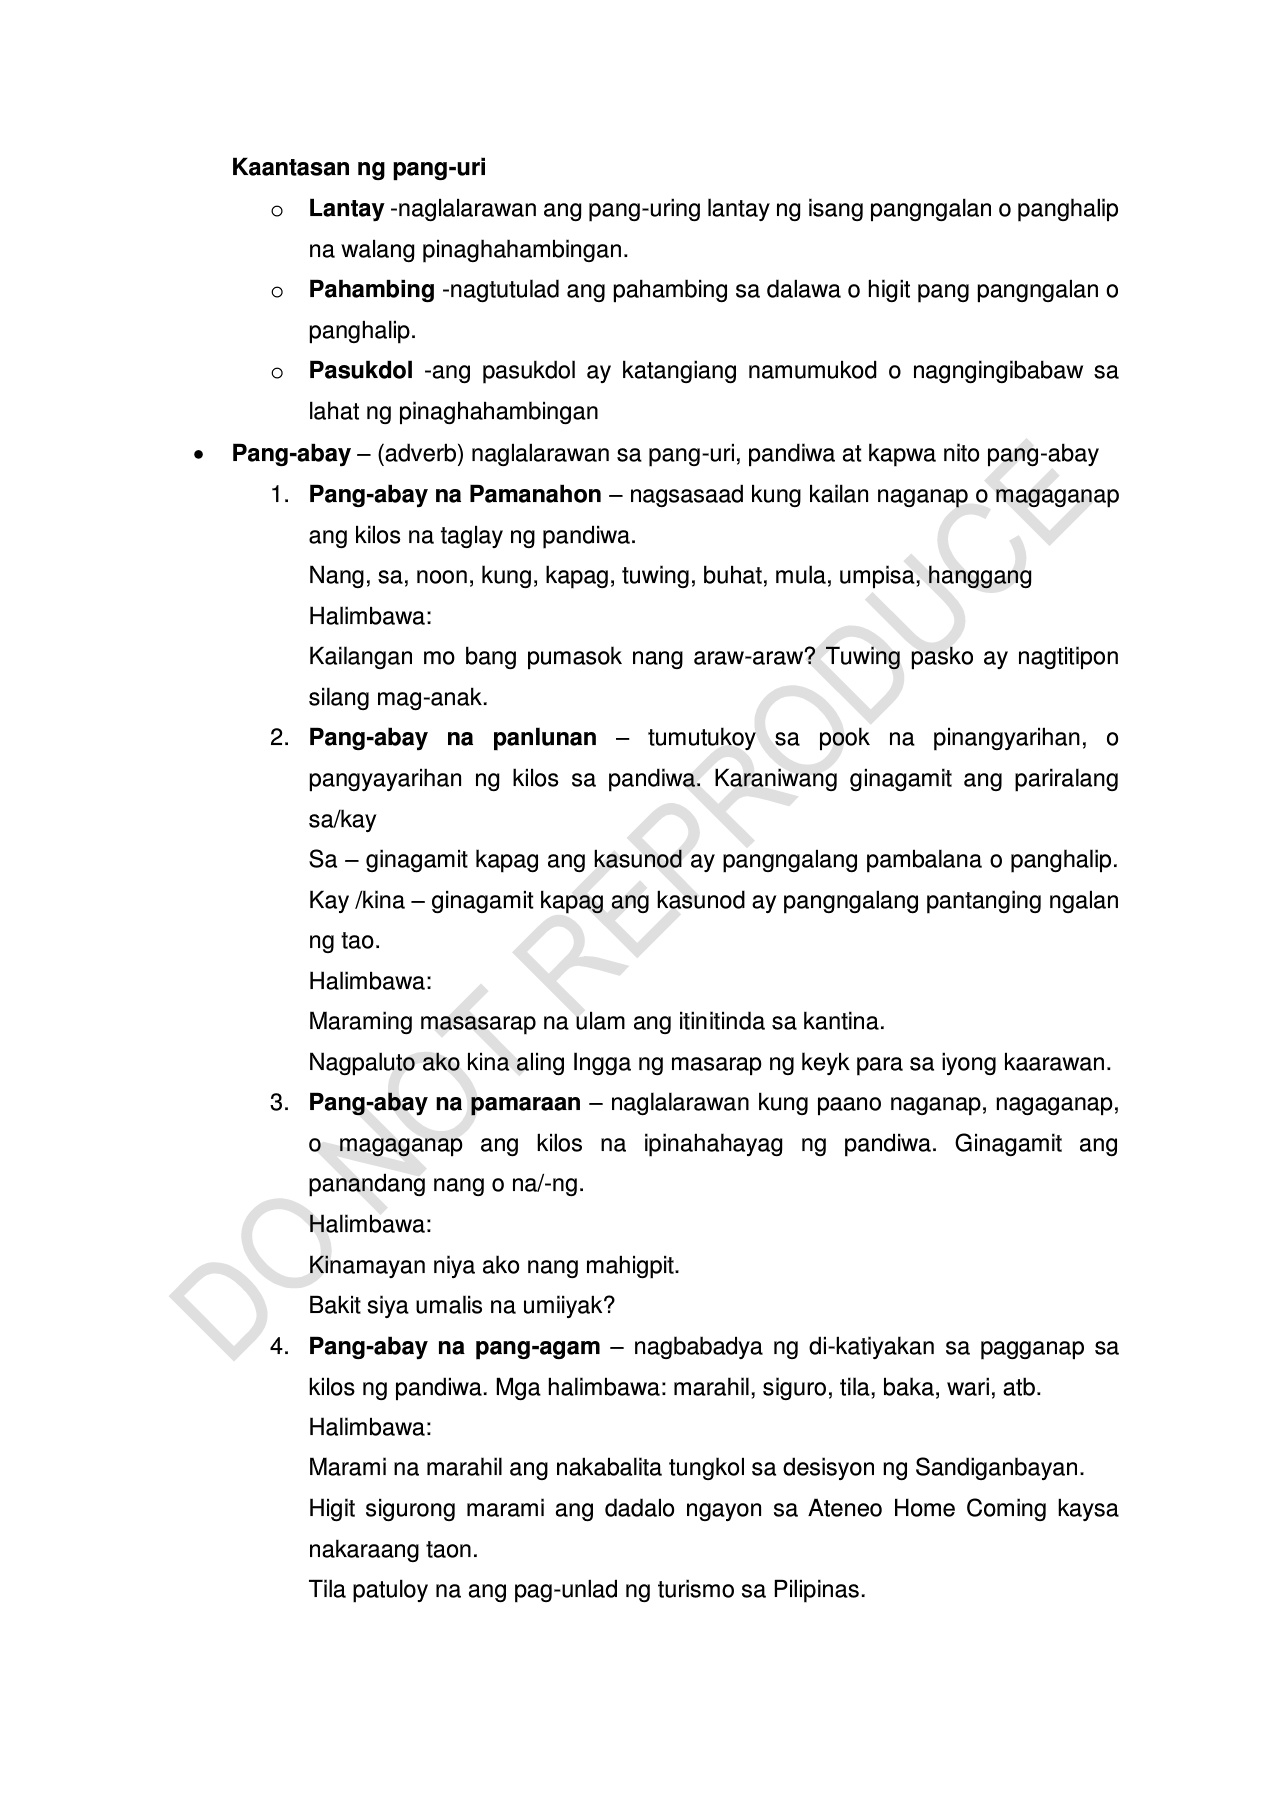 Kaantasan ng pang-uri
o Lantay -naglalarawan ang pang-uring lantay ng isang pangngalan o panghalip
na walang pinaghahambingan.
o Pahambing -nagtutulad ang pahambing sa dalawa o higit pang pangngalan o
panghalip.
o Pasukdol -ang pasukdol ay katangiang namumukod o nagngingibabaw sa
lahat ng pinaghahambingan
• Pang-abay – (adverb) naglalarawan sa pang-uri, pandiwa at kapwa nito pang-abay
1. Pang-abay na Pamanahon – nagsasaad kung kailan naganap o magaganap
ang kilos na taglay ng pandiwa.
Nang, sa, noon, kung, kapag, tuwing, buhat, mula, umpisa, hanggang
Halimbawa:
Kailangan mo bang pumasok nang araw-araw? Tuwing pasko ay nagtitipon
silang mag-anak.
2. Pang-abay na panlunan – tumutukoy sa pook na pinangyarihan, o
pangyayarihan ng kilos sa pandiwa. Karaniwang ginagamit ang pariralang
sa/kay
Sa – ginagamit kapag ang kasunod ay pangngalang pambalana o panghalip.
Kay /kina – ginagamit kapag ang kasunod ay pangngalang pantanging ngalan
ng tao.
Halimbawa:
Maraming masasarap na ulam ang itinitinda sa kantina.
Nagpaluto ako kina aling Ingga ng masarap ng keyk para sa iyong kaarawan.
3. Pang-abay na pamaraan – naglalarawan kung paano naganap, nagaganap,
o magaganap ang kilos na ipinahahayag ng pandiwa. Ginagamit ang
panandang nang o na/-ng.
Halimbawa:
Kinamayan niya ako nang mahigpit.
Bakit siya umalis na umiiyak?
4. Pang-abay na pang-agam – nagbabadya ng di-katiyakan sa pagganap sa
kilos ng pandiwa. Mga halimbawa: marahil, siguro, tila, baka, wari, atb.
Halimbawa:
Marami na marahil ang nakabalita tungkol sa desisyon ng Sandiganbayan.
Higit sigurong marami ang dadalo ngayon sa Ateneo Home Coming kaysa
nakaraang taon.
Tila patuloy na ang pag-unlad ng turismo sa Pilipinas.
DO NOT REPRODUCE